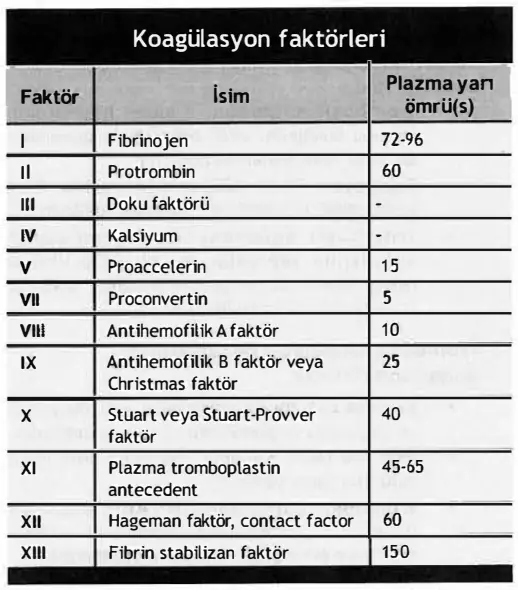 Koagülasyon faktörleri
Faktör İsim Plazma yarı
ömrü(s)
I Fibrinojen 72-96
II Protrombin 60
III Doku faktörü -
IV Kalsiyum -
V Proaccelerin 15
VII Proconvertin 5
VIII Antihemofilik A faktör 10
IX Antihemofilik B faktör veya 25
Christmas faktör
X Stuart veya Stuart-Prower 40
faktör
XI Plazma tromboplastin 45-65
antecedent
XII Hageman faktör, contact factor 60
XIII Fibrin stabilizan faktör 150